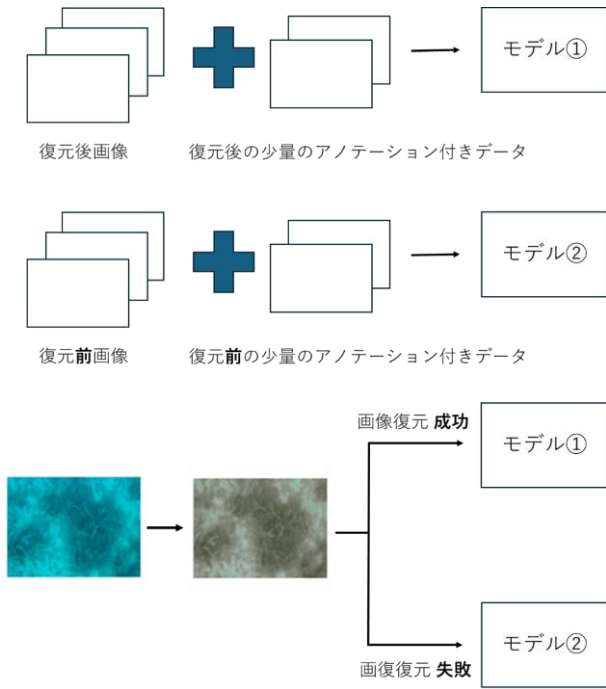 モデル①
復元後画像
復元後の少量のアノテーション付きデータ
モデル②
復元前画像
復元前の少量のアノテーション付きデータ
画像復元 成功
モデル①
モデル②
画復復元 失敗